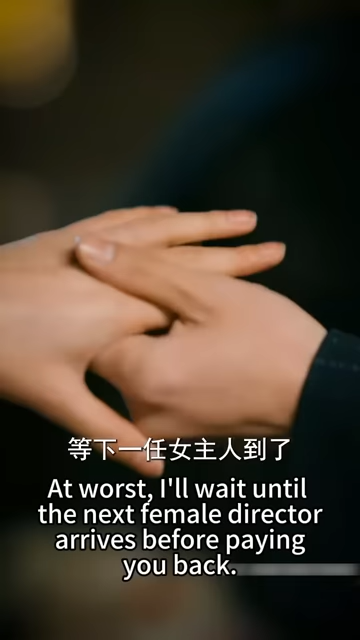 等下一任女主人到了
At worst, I'll wait until
the next female director
arrives before paying
you back.